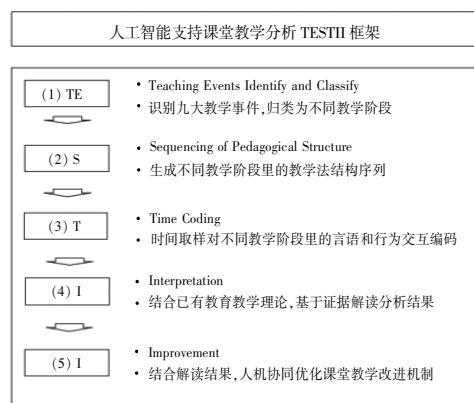 人工智能支持课堂教学分析 TESTII 框架
(1) TE
• Teaching Events Identify and Classify
• 识别九大教学事件,归类为不同教学阶段
(2) S
• Sequencing of Pedagogical Structure
• 生成不同教学阶段里的教学法结构序列
(3) T
• Time Coding
• 时间取样对不同教学阶段里的言语和行为交互编码
(4) I
• Interpretation
• 结合已有教育教学理论,基于证据解读分析结果
(5) I
• Improvement
• 结合解读结果,人机协同优化课堂教学改进机制